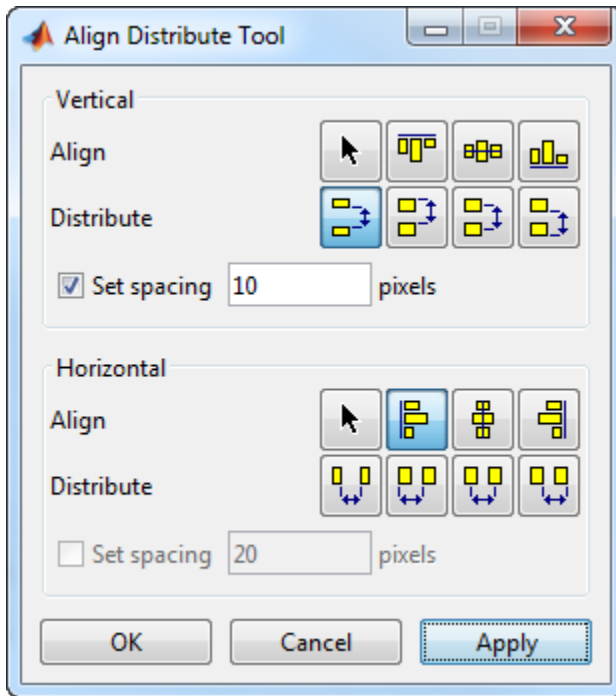 Align Distribute Tool
Vertical
Align
Distribute
Set spacing 10 pixels
Horizontal
Align
Distribute
Set spacing 20 pixels
OK Cancel Apply